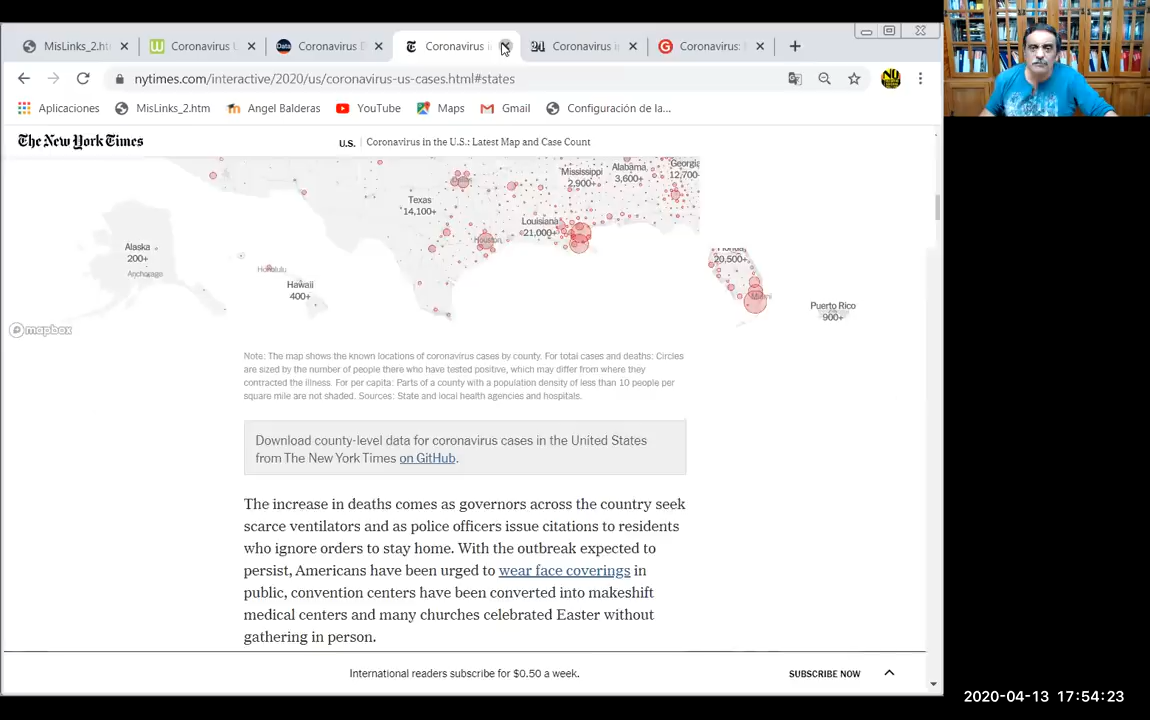 MisLinks_2.ht
Coronavirus
Coronavirus
Coronavirus i
Coronavirus i
Coronavirus:
nytimes.com/interactive/2020/us/coronavirus-us-cases.html#states
Aplicaciones MisLinks_2.htm Angel Balderas YouTube Maps Gmail Configuración de la...
The New York Times
U.S. | Coronavirus in the U.S.: Latest Map and Case Count
Mississippi
2,900+
Alabama
3,600+
Georgia
12,700
Texas
14,100+
Louisiana
21,000+
Houston
Alaska
200+
Anchorage
Honolulu
Hawaii
400+
Florida
20,500+
Miami
Puerto Rico
900+
mapbox
Note: The map shows the known locations of coronavirus cases by county. For total cases and deaths: Circles
are sized by the number of people there who have tested positive, which may differ from where they
contracted the illness. For per capita: Parts of a county with a population density of less than 10 people per
square mile are not shaded. Sources: State and local health agencies and hospitals.
Download county-level data for coronavirus cases in the United States
from The New York Times on GitHub.
The increase in deaths comes as governors across the country seek
scarce ventilators and as police officers issue citations to residents
who ignore orders to stay home. With the outbreak expected to
persist, Americans have been urged to wear face coverings in
public, convention centers have been converted into makeshift
medical centers and many churches celebrated Easter without
gathering in person.
International readers subscribe for $0.50 a week.
SUBSCRIBE NOW
2020-04-13 17:54:23